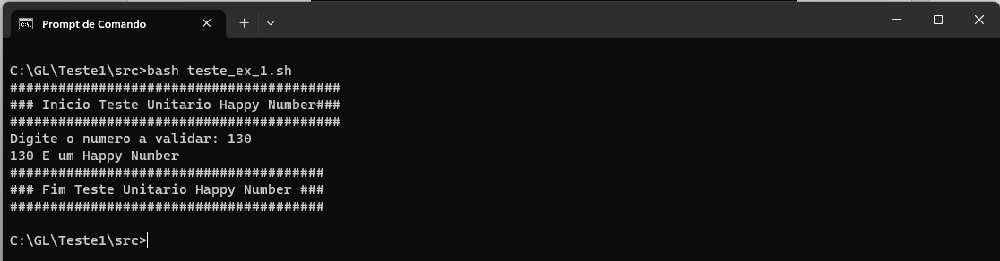 Prompt de Comando
C:\GL\Teste1\src>bash teste_ex_1.sh
#########################################
### Inicio Teste Unitario Happy Number###
#########################################
Digite o numero a validar: 130
130 E um Happy Number
#######################################
### Fim Teste Unitario Happy Number ###
#######################################
C:\GL\Teste1\src>